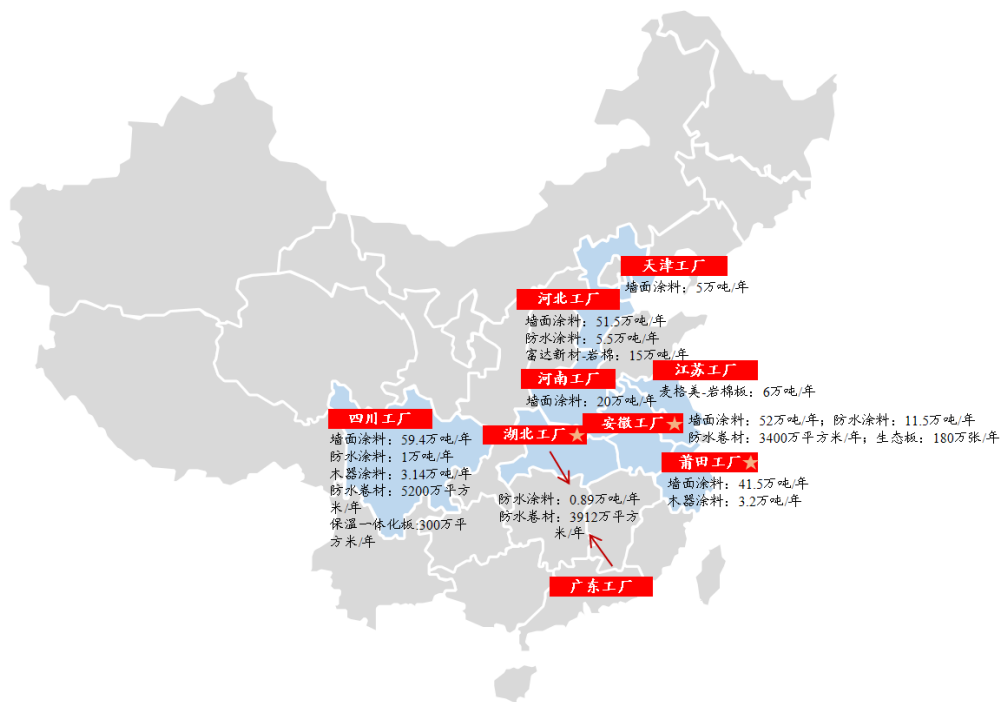 天津工厂
墙面涂料：5万吨/年
河北工厂
墙面涂料：51.5万吨/年
防水涂料：5.5万吨/年
富达新材-岩棉：15万吨/年
江苏工厂
麦格美-岩棉板：6万吨/年
河南工厂
墙面涂料：20万吨/年
安徽工厂
墙面涂料：52万吨/年；防水涂料：11.5万吨/年
防水卷材：3400万平方米/年；生态板：180万张/年
四川工厂
墙面涂料：59.4万吨/年
防水涂料：1万吨/年
木器涂料：3.14万吨/年
防水卷材：5200万平方
米/年
保温一体化板:300万平
方米/年
湖北工厂
防水涂料：0.89万吨/年
防水卷材：3912万平方
米/年
莆田工厂
墙面涂料：41.5万吨/年
木器涂料：3.2万吨/年
广东工厂